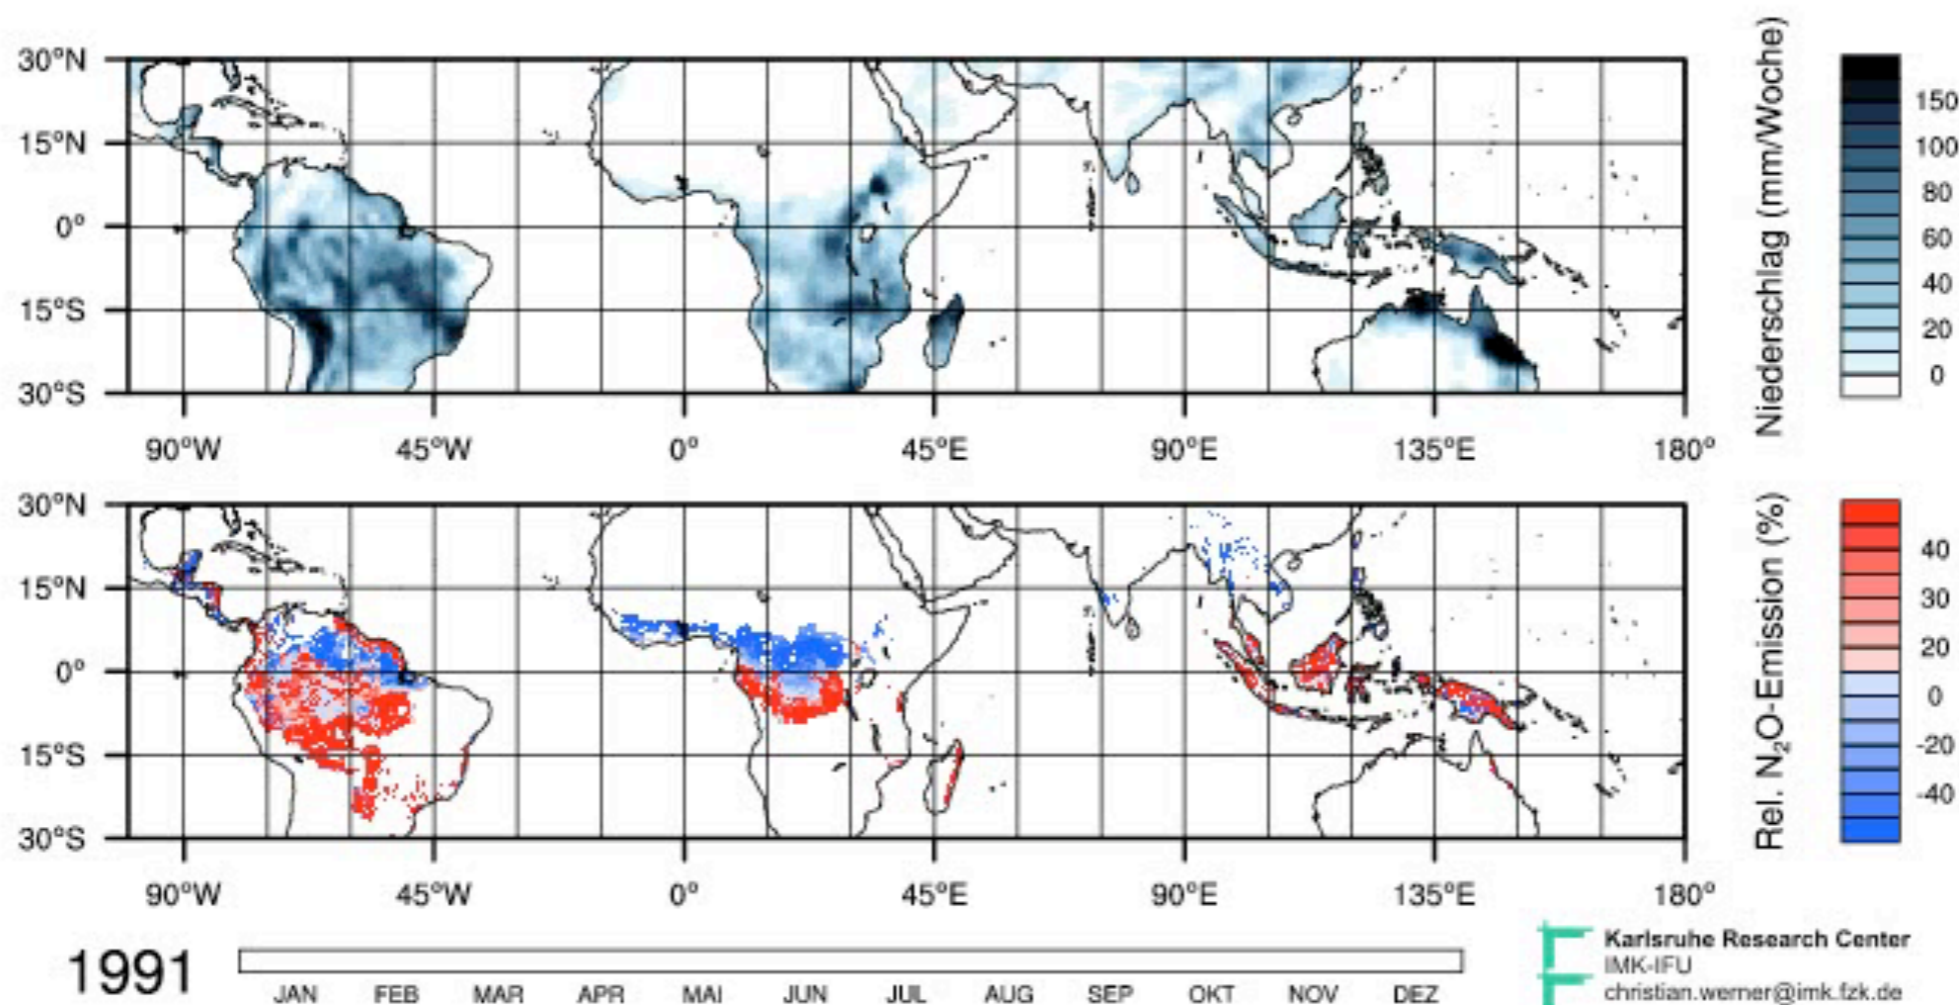 30°N
15°N
0°
15°S
30°S
90°W 45°W 0° 45°E 90°E 135°E 180°
Niederschlag (mm/Woche)
150
100
80
60
40
20
0
30°N
15°N
0°
15°S
30°S
90°W 45°W 0° 45°E 90°E 135°E 180°
Rel. N₂O-Emission (%)
40
30
20
0
-20
-40
1991
JAN FEB MAR APR MAI JUN JUL AUG SEP OKT NOV DEZ
Karlsruhe Research Center
IMK-IFU
christian.werner@imk.fzk.de